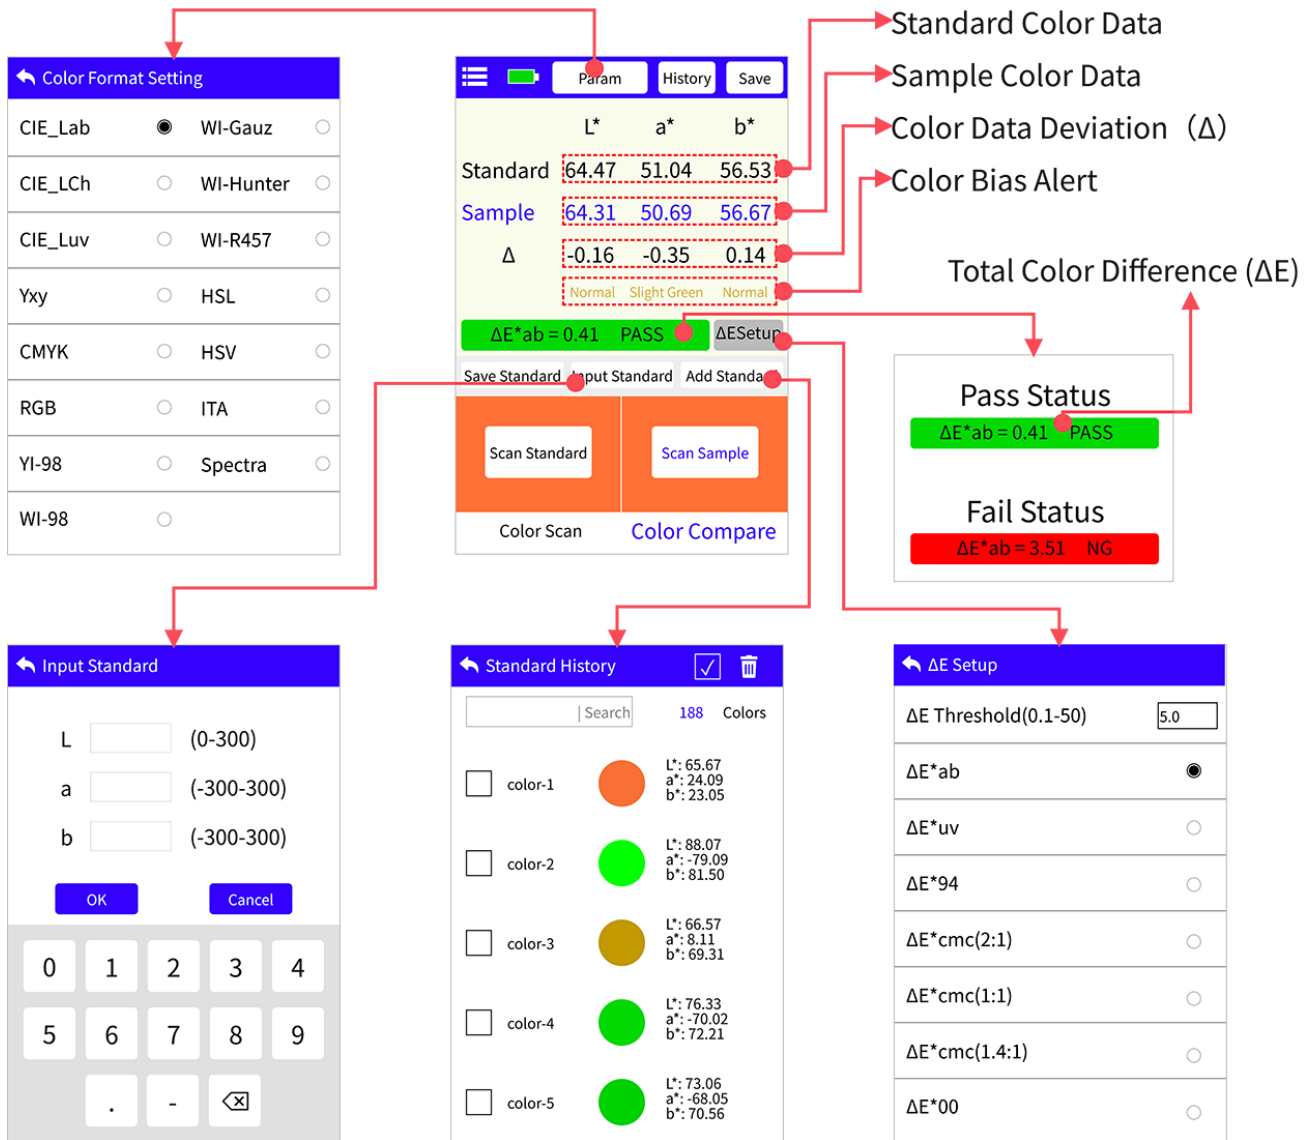 Standard Color Data
Sample Color Data
Color Data Deviation（Δ）
Color Bias Alert
Color Format Setting
CIE_Lab WI-Gauz
CIE_LCh WI-Hunter
CIE_Luv WI-R457
Yxy HSL
CMYK HSV
RGB ITA
YI-98 Spectra
WI-98
Param History Save
L* a* b*
Standard 64.47 51.04 56.53
Sample 64.31 50.69 56.67
Δ -0.16 -0.35 0.14
Normal Slight Green Normal
ΔE*ab = 0.41 PASS ΔESetup
Save Standard Input Standard Add Standard
Scan Standard Scan Sample
Color Scan Color Compare
Total Color Difference (ΔE)
Pass Status
ΔE*ab = 0.41 PASS
Fail Status
ΔE*ab = 3.51 NG
Input Standard
L (0-300)
a (-300-300)
b (-300-300)
OK Cancel
0 1 2 3 4
5 6 7 8 9
. -
Standard History
| Search 188 Colors
color-1
L*: 65.67
a*: 24.09
b*: 23.05
color-2
L*: 88.07
a*: -79.09
b*: 81.50
color-3
L*: 66.57
a*: 8.11
b*: 69.31
color-4
L*: 76.33
a*: -70.02
b*: 72.21
color-5
L*: 73.06
a*: -68.05
b*: 70.56
ΔE Setup
ΔE Threshold(0.1-50) 5.0
ΔE*ab
ΔE*uv
ΔE*94
ΔE*cmc(2:1)
ΔE*cmc(1:1)
ΔE*cmc(1.4:1)
ΔE*00